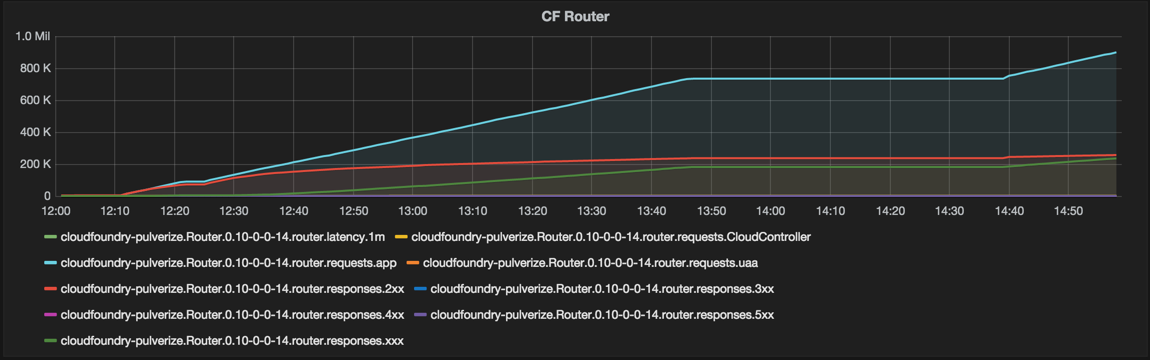 CF Router
1.0 Mil
800 K
600 K
400 K
200 K
0
12:00 12:10 12:20 12:30 12:40 12:50 13:00 13:10 13:20 13:30 13:40 13:50 14:00 14:10 14:20 14:30 14:40 14:50
cloudfoundry-pulverize.Router.0.10-0-0-14.router.latency.1m cloudfoundry-pulverize.Router.0.10-0-0-14.router.requests.CloudController
cloudfoundry-pulverize.Router.0.10-0-0-14.router.requests.app cloudfoundry-pulverize.Router.0.10-0-0-14.router.requests.uaa
cloudfoundry-pulverize.Router.0.10-0-0-14.router.responses.2xx cloudfoundry-pulverize.Router.0.10-0-0-14.router.responses.3xx
cloudfoundry-pulverize.Router.0.10-0-0-14.router.responses.4xx cloudfoundry-pulverize.Router.0.10-0-0-14.router.responses.5xx
cloudfoundry-pulverize.Router.0.10-0-0-14.router.responses.xxx